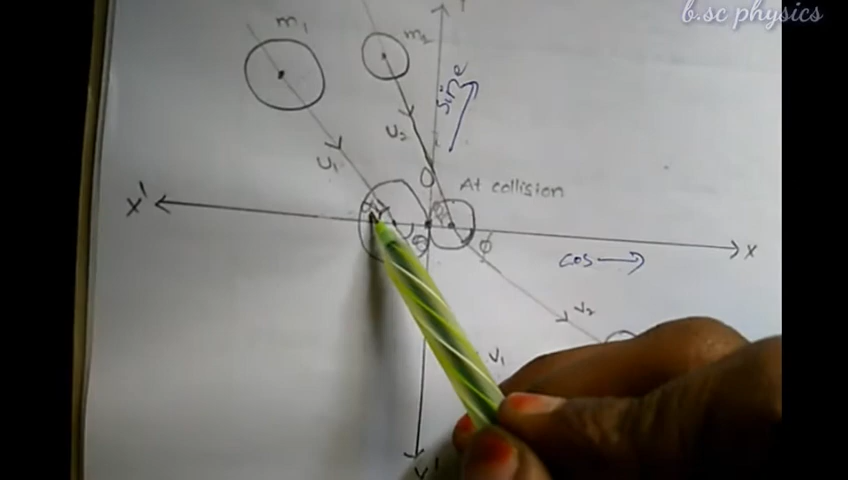 b.sc physics
m₁
m₂
sine
u₂
u₁
O
At collision
X'
X
ϕ
cos
v₂
v₁
Y'